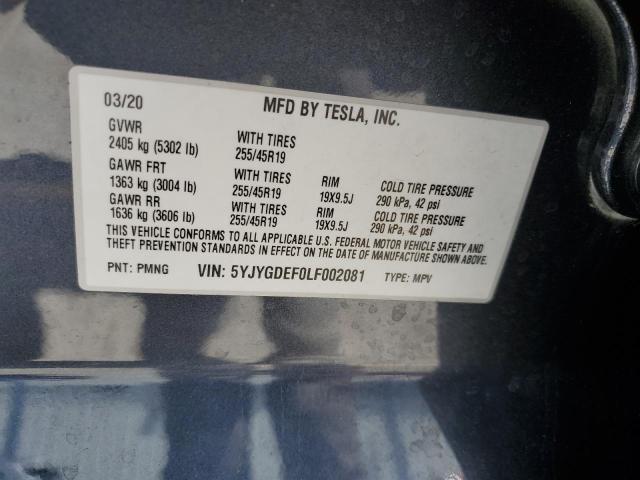 03/20 MFD BY TESLA, INC.
GVWR
2405 kg (5302 lb) WITH TIRES 255/45R19
GAWR FRT
1363 kg (3004 lb) WITH TIRES 255/45R19 RIM 19X9.5J COLD TIRE PRESSURE 290 kPa, 42 psi
GAWR RR
1636 kg (3606 lb) WITH TIRES 255/45R19 RIM 19X9.5J COLD TIRE PRESSURE 290 kPa, 42 psi
THIS VEHICLE CONFORMS TO ALL APPLICABLE U.S. FEDERAL MOTOR VEHICLE SAFETY AND
THEFT PREVENTION STANDARDS IN EFFECT ON THE DATE OF MANUFACTURE SHOWN ABOVE.
PNT: PMNG VIN: 5YJYGDEF0LF002081 TYPE: MPV